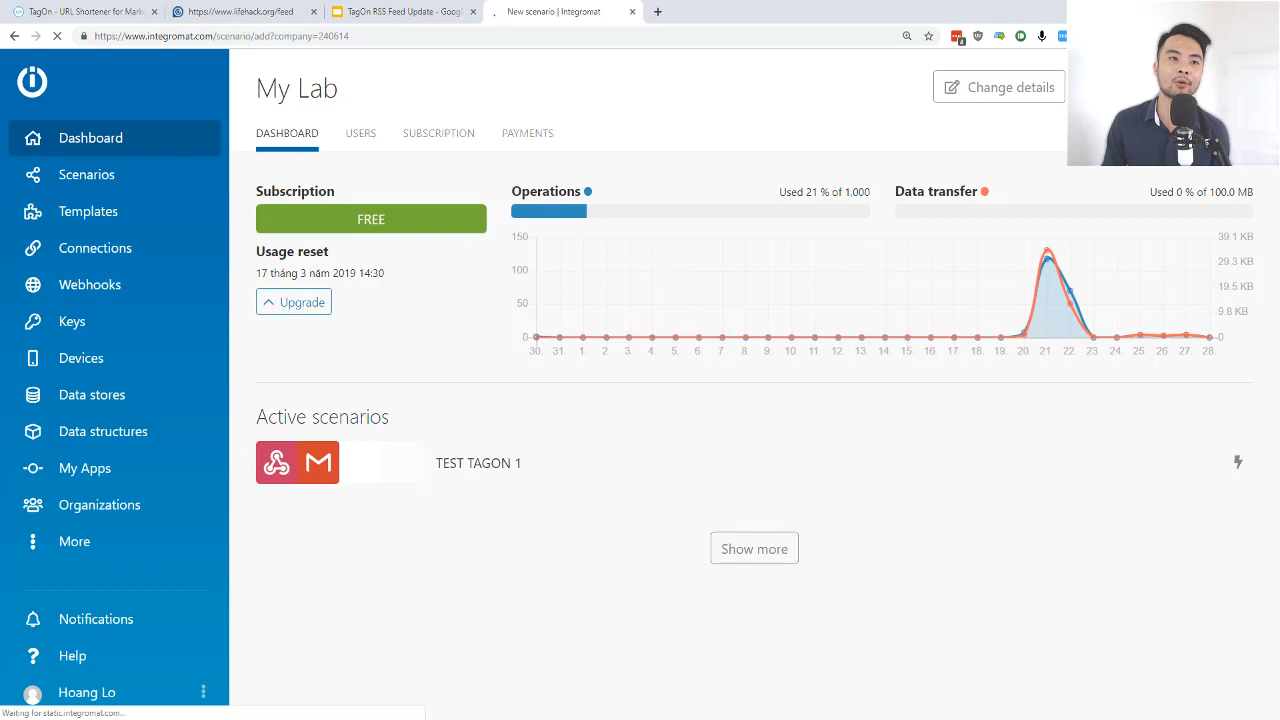 TagOn - URL Shortener for Mark
https://www.lifehack.org/feed
TagOn RSS Feed Update - Google
New scenario | Integromat
https://www.integromat.com/scenario/add?company=240614
My Lab
Change details
DASHBOARD
USERS
SUBSCRIPTION
PAYMENTS
Dashboard
Scenarios
Templates
Connections
Webhooks
Keys
Devices
Data stores
Data structures
My Apps
Organizations
More
Notifications
Help
Hoang Lo
Subscription
FREE
Usage reset
17 tháng 3 năm 2019 14:30
Upgrade
Operations
Used 21 % of 1,000
Data transfer
Used 0 % of 100.0 MB
150
100
50
0
39.1 KB
29.3 KB
19.5 KB
9.8 KB
0
30. 31. 1. 2. 3. 4. 5. 6. 7. 8. 9. 10. 11. 12. 13. 14. 15. 16. 17. 18. 19. 20. 21. 22. 23. 24. 25. 26. 27. 28.
Active scenarios
TEST TAGON 1
Show more
Waiting for static.integromat.com...